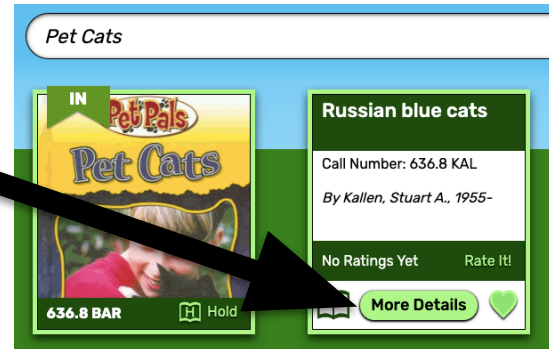 Pet Cats
IN
Pet Pals
Pet Cats
636.8 BAR
H Hold
Russian blue cats
Call Number: 636.8 KAL
By Kallen, Stuart A., 1955-
No Ratings Yet Rate It!
More Details